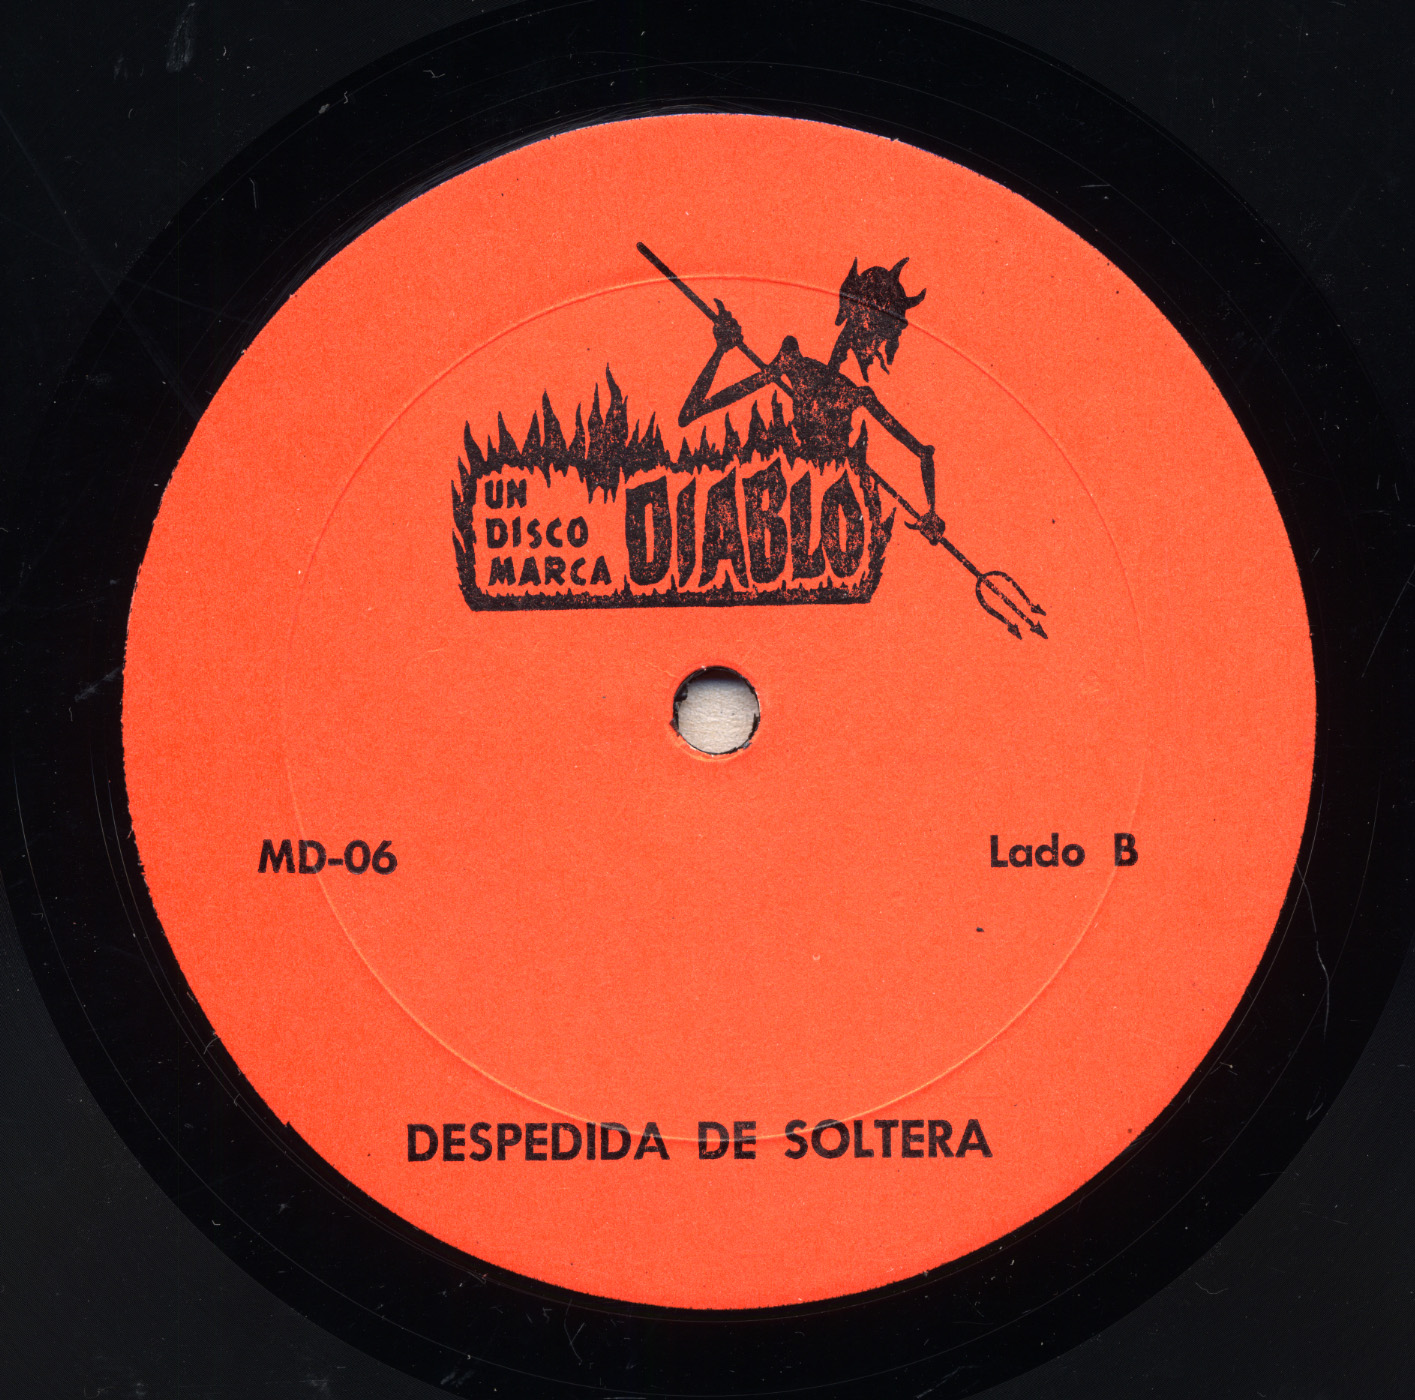 UN
DISCO
MARCA DIABLO
MD-06
Lado B
DESPEDIDA DE SOLTERA